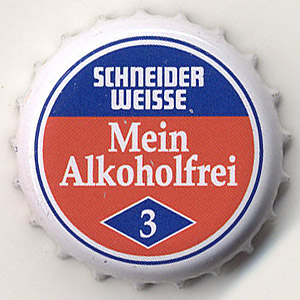 SCHNEIDER
WEISSE
Mein
Alkoholfrei
3